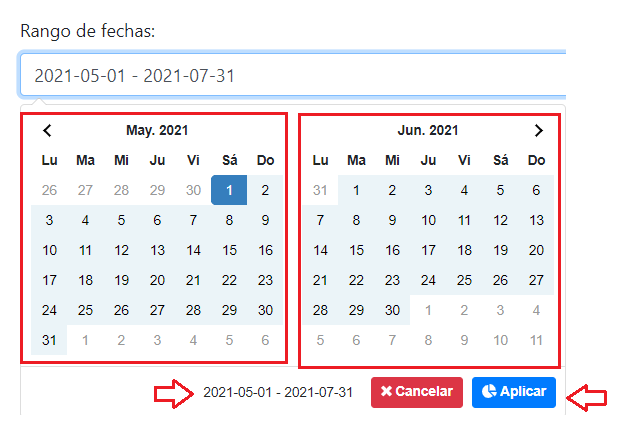 Rango de fechas:
2021-05-01 - 2021-07-31
May. 2021
Lu Ma Mi Ju Vi Sá Do
26 27 28 29 30 1 2
3 4 5 6 7 8 9
10 11 12 13 14 15 16
17 18 19 20 21 22 23
24 25 26 27 28 29 30
31 1 2 3 4 5 6
Jun. 2021
Lu Ma Mi Ju Vi Sá Do
31 1 2 3 4 5 6
7 8 9 10 11 12 13
14 15 16 17 18 19 20
21 22 23 24 25 26 27
28 29 30 1 2 3 4
5 6 7 8 9 10 11
2021-05-01 - 2021-07-31 Cancelar Aplicar